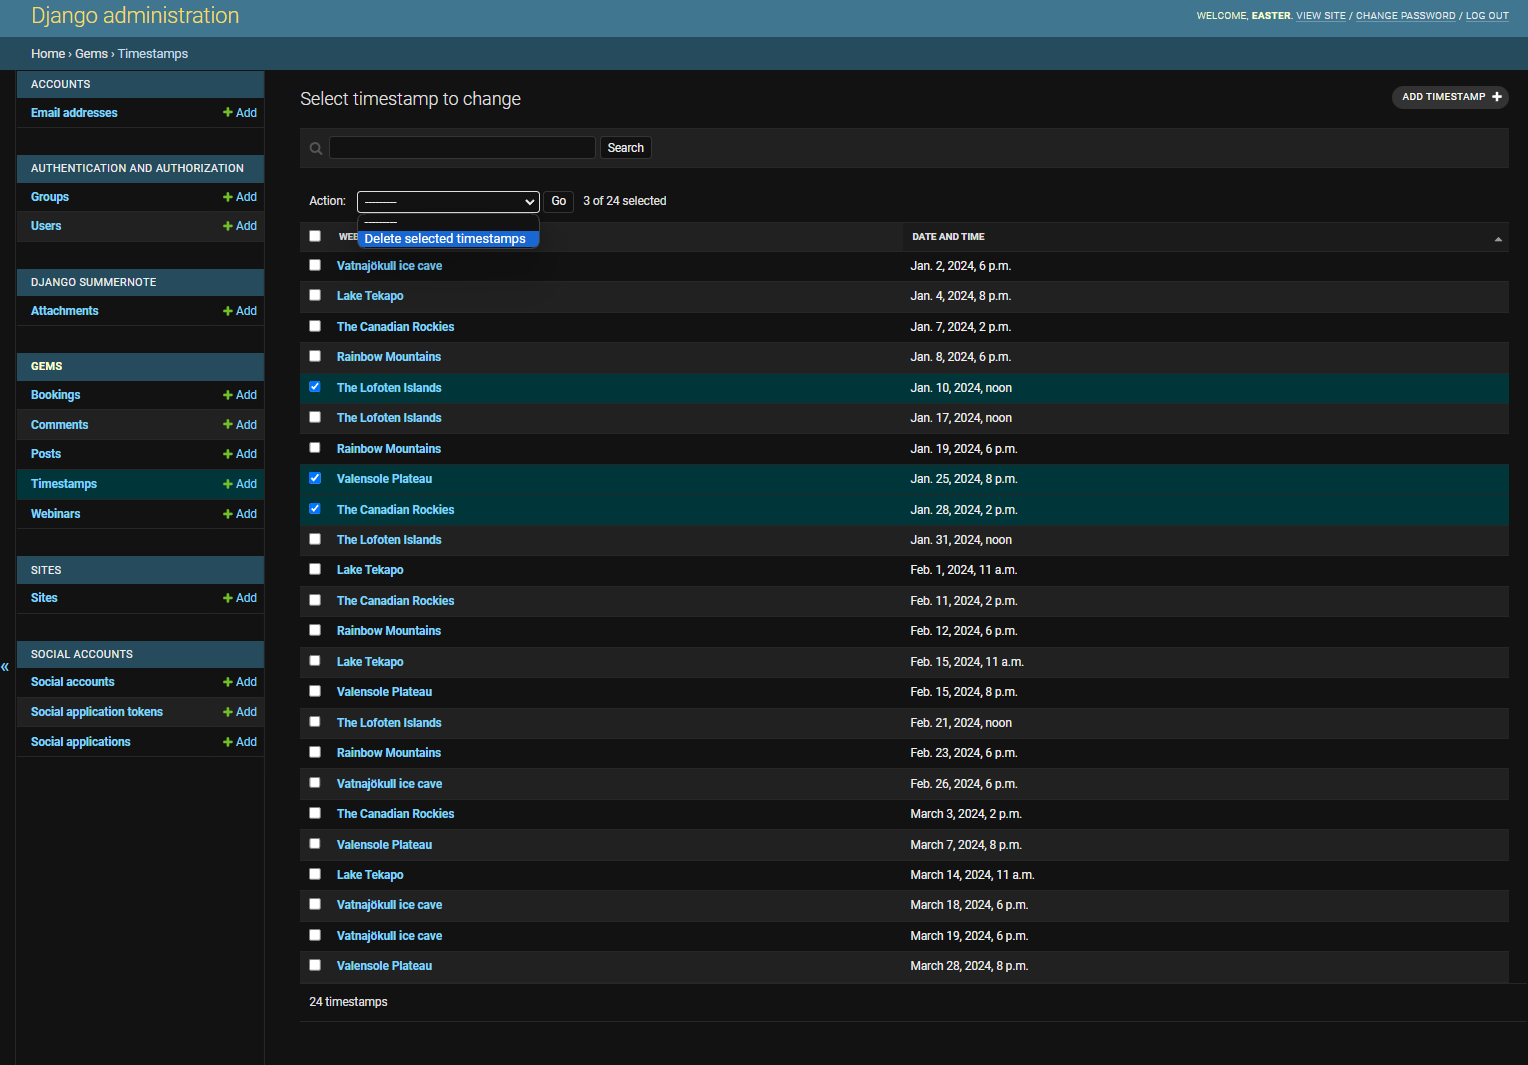 Django administration
WELCOME, EASTER. VIEW SITE / CHANGE PASSWORD / LOG OUT
Home › Gems › Timestamps
ACCOUNTS
Email addresses + Add
AUTHENTICATION AND AUTHORIZATION
Groups + Add
Users + Add
DJANGO SUMMERNOTE
Attachments + Add
GEMS
Bookings + Add
Comments + Add
Posts + Add
Timestamps + Add
Webinars + Add
SITES
Sites + Add
SOCIAL ACCOUNTS
Social accounts + Add
Social application tokens + Add
Social applications + Add
«
Select timestamp to change
ADD TIMESTAMP +
Search
Action: --------- Go 3 of 24 selected
---------
Delete selected timestamps
DATE AND TIME
Vatnajökull ice cave Jan. 2, 2024, 6 p.m.
Lake Tekapo Jan. 4, 2024, 8 p.m.
The Canadian Rockies Jan. 7, 2024, 2 p.m.
Rainbow Mountains Jan. 8, 2024, 6 p.m.
The Lofoten Islands Jan. 10, 2024, noon
The Lofoten Islands Jan. 17, 2024, noon
Rainbow Mountains Jan. 19, 2024, 6 p.m.
Valensole Plateau Jan. 25, 2024, 8 p.m.
The Canadian Rockies Jan. 28, 2024, 2 p.m.
The Lofoten Islands Jan. 31, 2024, noon
Lake Tekapo Feb. 1, 2024, 11 a.m.
The Canadian Rockies Feb. 11, 2024, 2 p.m.
Rainbow Mountains Feb. 12, 2024, 6 p.m.
Lake Tekapo Feb. 15, 2024, 11 a.m.
Valensole Plateau Feb. 15, 2024, 8 p.m.
The Lofoten Islands Feb. 21, 2024, noon
Rainbow Mountains Feb. 23, 2024, 6 p.m.
Vatnajökull ice cave Feb. 26, 2024, 6 p.m.
The Canadian Rockies March 3, 2024, 2 p.m.
Valensole Plateau March 7, 2024, 8 p.m.
Lake Tekapo March 14, 2024, 11 a.m.
Vatnajökull ice cave March 18, 2024, 6 p.m.
Vatnajökull ice cave March 19, 2024, 6 p.m.
Valensole Plateau March 28, 2024, 8 p.m.
24 timestamps